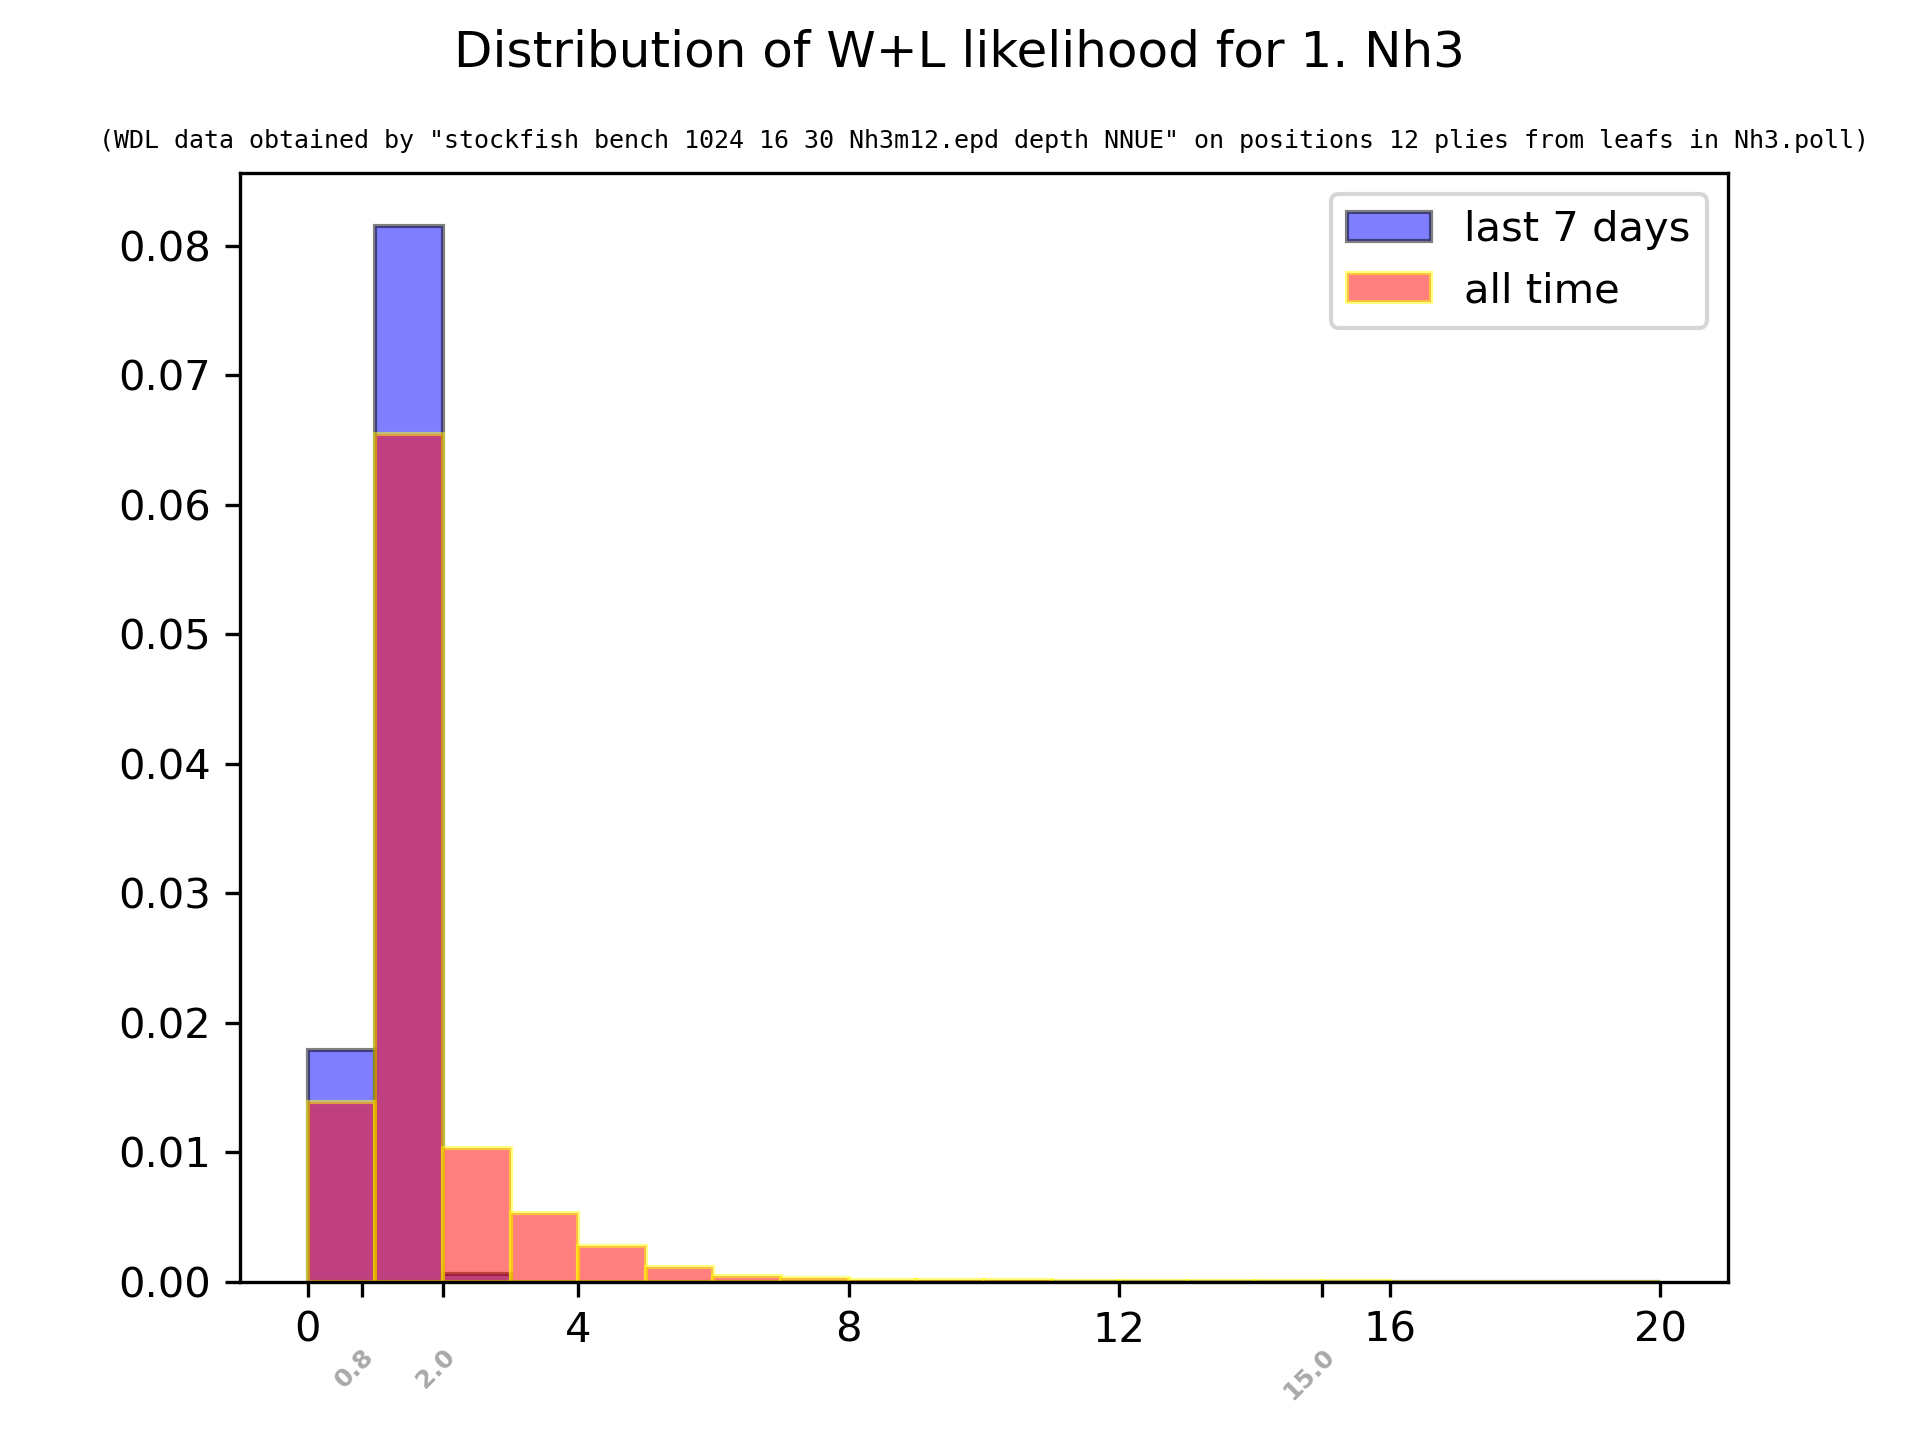 Distribution of W+L likelihood for 1. Nh3
(WDL data obtained by "stockfish bench 1024 16 30 Nh3m12.epd depth NNUE" on positions 12 plies from leafs in Nh3.poll)
last 7 days
all time
0.08
0.07
0.06
0.05
0.04
0.03
0.02
0.01
0.00
0 4 8 12 16 20
0.8 2.0 15.0